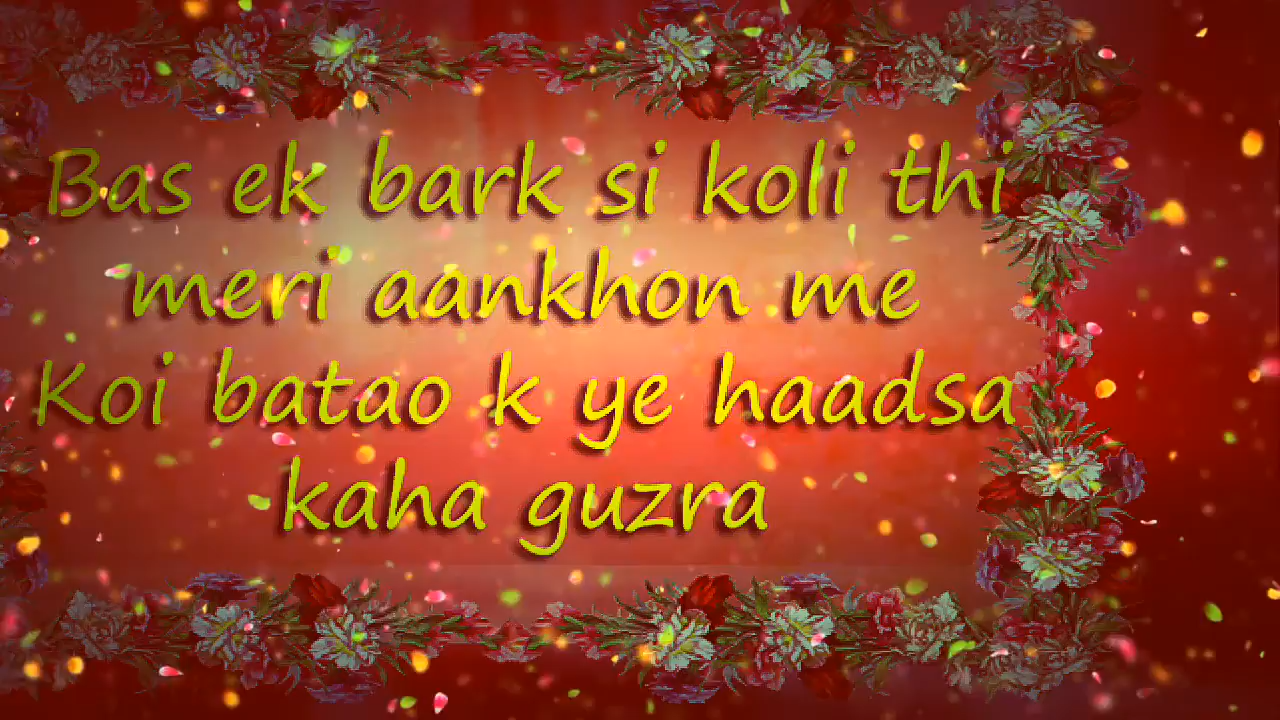 Bas ek bark si koli thi
meri aankhon me
Koi batao k ye haadsa
kaha guzra